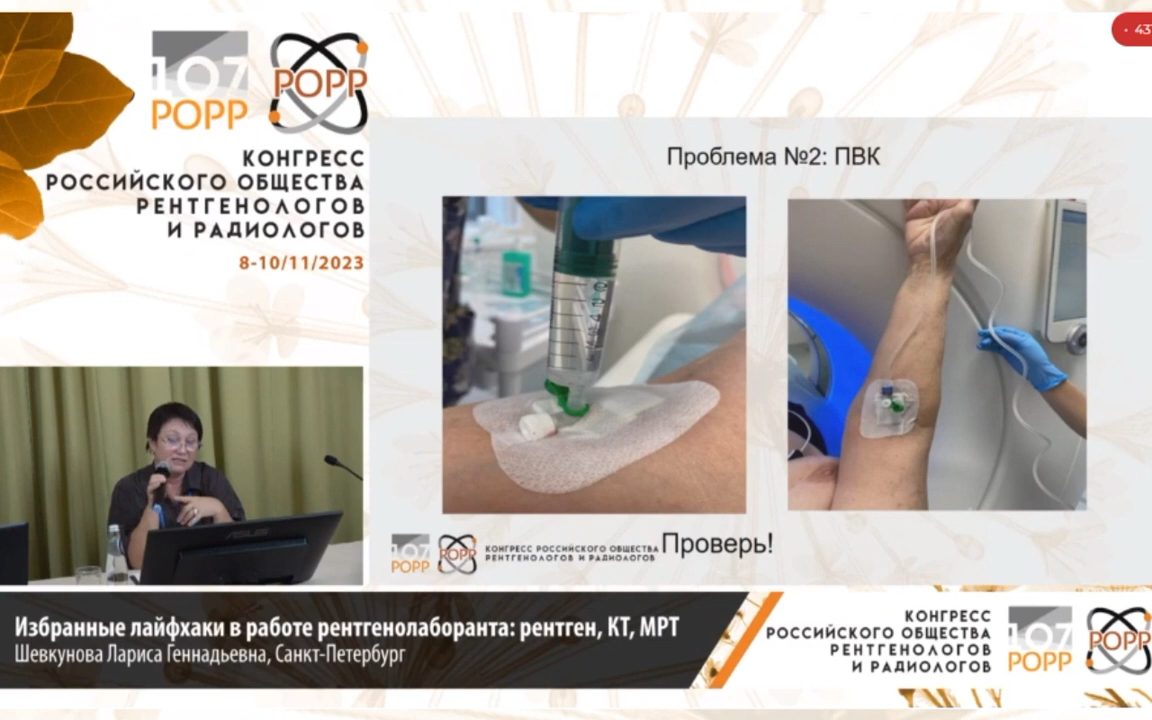 107
РОРР
РОРР
КОНГРЕСС
РОССИЙСКОГО ОБЩЕСТВА
РЕНТГЕНОЛОГОВ
И РАДИОЛОГОВ
8-10/11/2023
43
Проблема №2: ПВК
ASUS
107
РОРР
РОРР
КОНГРЕСС РОССИЙСКОГО ОБЩЕСТВА
РЕНТГЕНОЛОГОВ И РАДИОЛОГОВ
Проверь!
Избранные лайфхаки в работе рентгенолаборанта: рентген, КТ, МРТ
Шевкунова Лариса Геннадьевна, Санкт-Петербург
КОНГРЕСС
РОССИЙСКОГО ОБЩЕСТВА
РЕНТГЕНОЛОГОВ
И РАДИОЛОГОВ
107
РОРР
РОРР